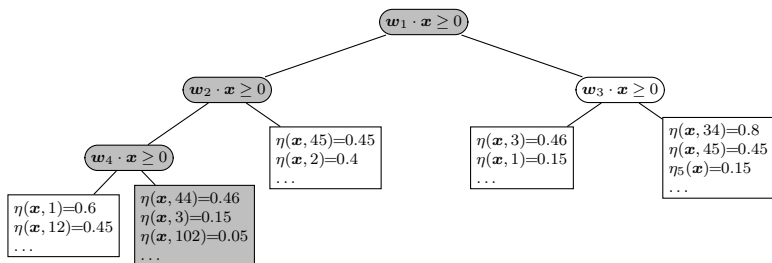 w₁ · x ≥ 0
w₂ · x ≥ 0
w₃ · x ≥ 0
w₄ · x ≥ 0
η(x, 45)=0.45
η(x, 2)=0.4
...
η(x, 3)=0.46
η(x, 1)=0.15
...
η(x, 34)=0.8
η(x, 45)=0.45
η₅(x)=0.15
...
η(x, 1)=0.6
η(x, 12)=0.45
...
η(x, 44)=0.46
η(x, 3)=0.15
η(x, 102)=0.05
...